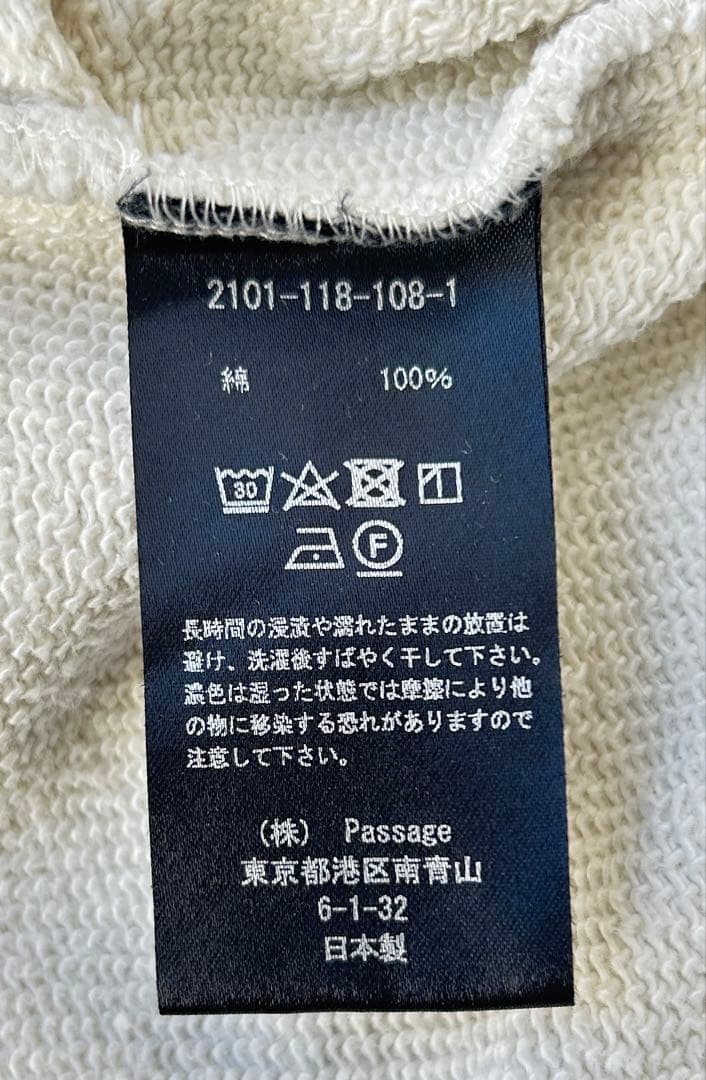 2101-118-108-1
綿 100%
30
F
長時間の浸漬や濡れたままの放置は
避け、洗濯後すばやく干して下さい。
濃色は湿った状態では摩擦により他
の物に移染する恐れがありますので
注意して下さい。
(株) Passage
東京都港区南青山
6-1-32
日本製